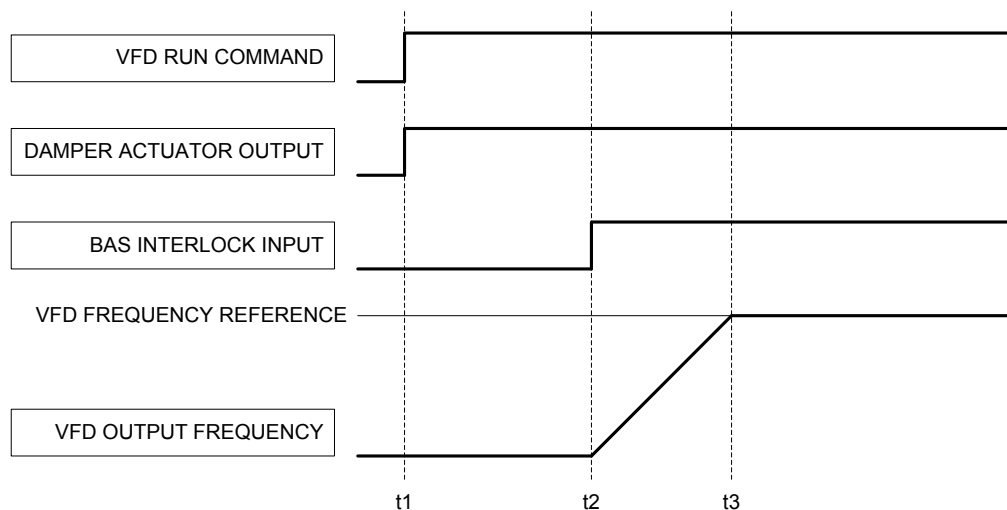 VFD RUN COMMAND
DAMPER ACTUATOR OUTPUT
BAS INTERLOCK INPUT
VFD FREQUENCY REFERENCE
VFD OUTPUT FREQUENCY
t1 t2 t3